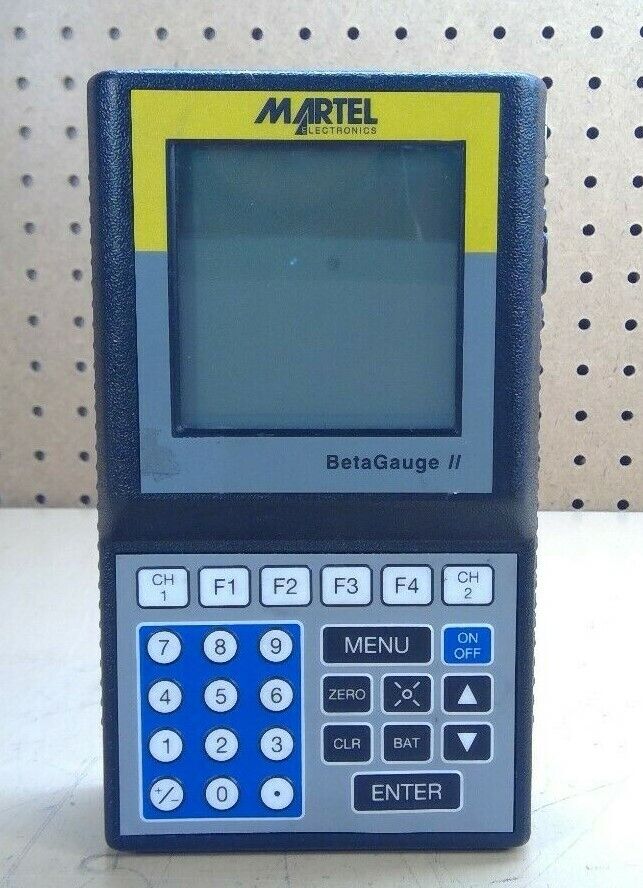 MARTEL
ELECTRONICS
BetaGauge II
CH 1
F1
F2
F3
F4
CH 2
7 8 9
MENU
ON OFF
4 5 6
ZERO
1 2 3
CLR
BAT
+/−
0
•
ENTER